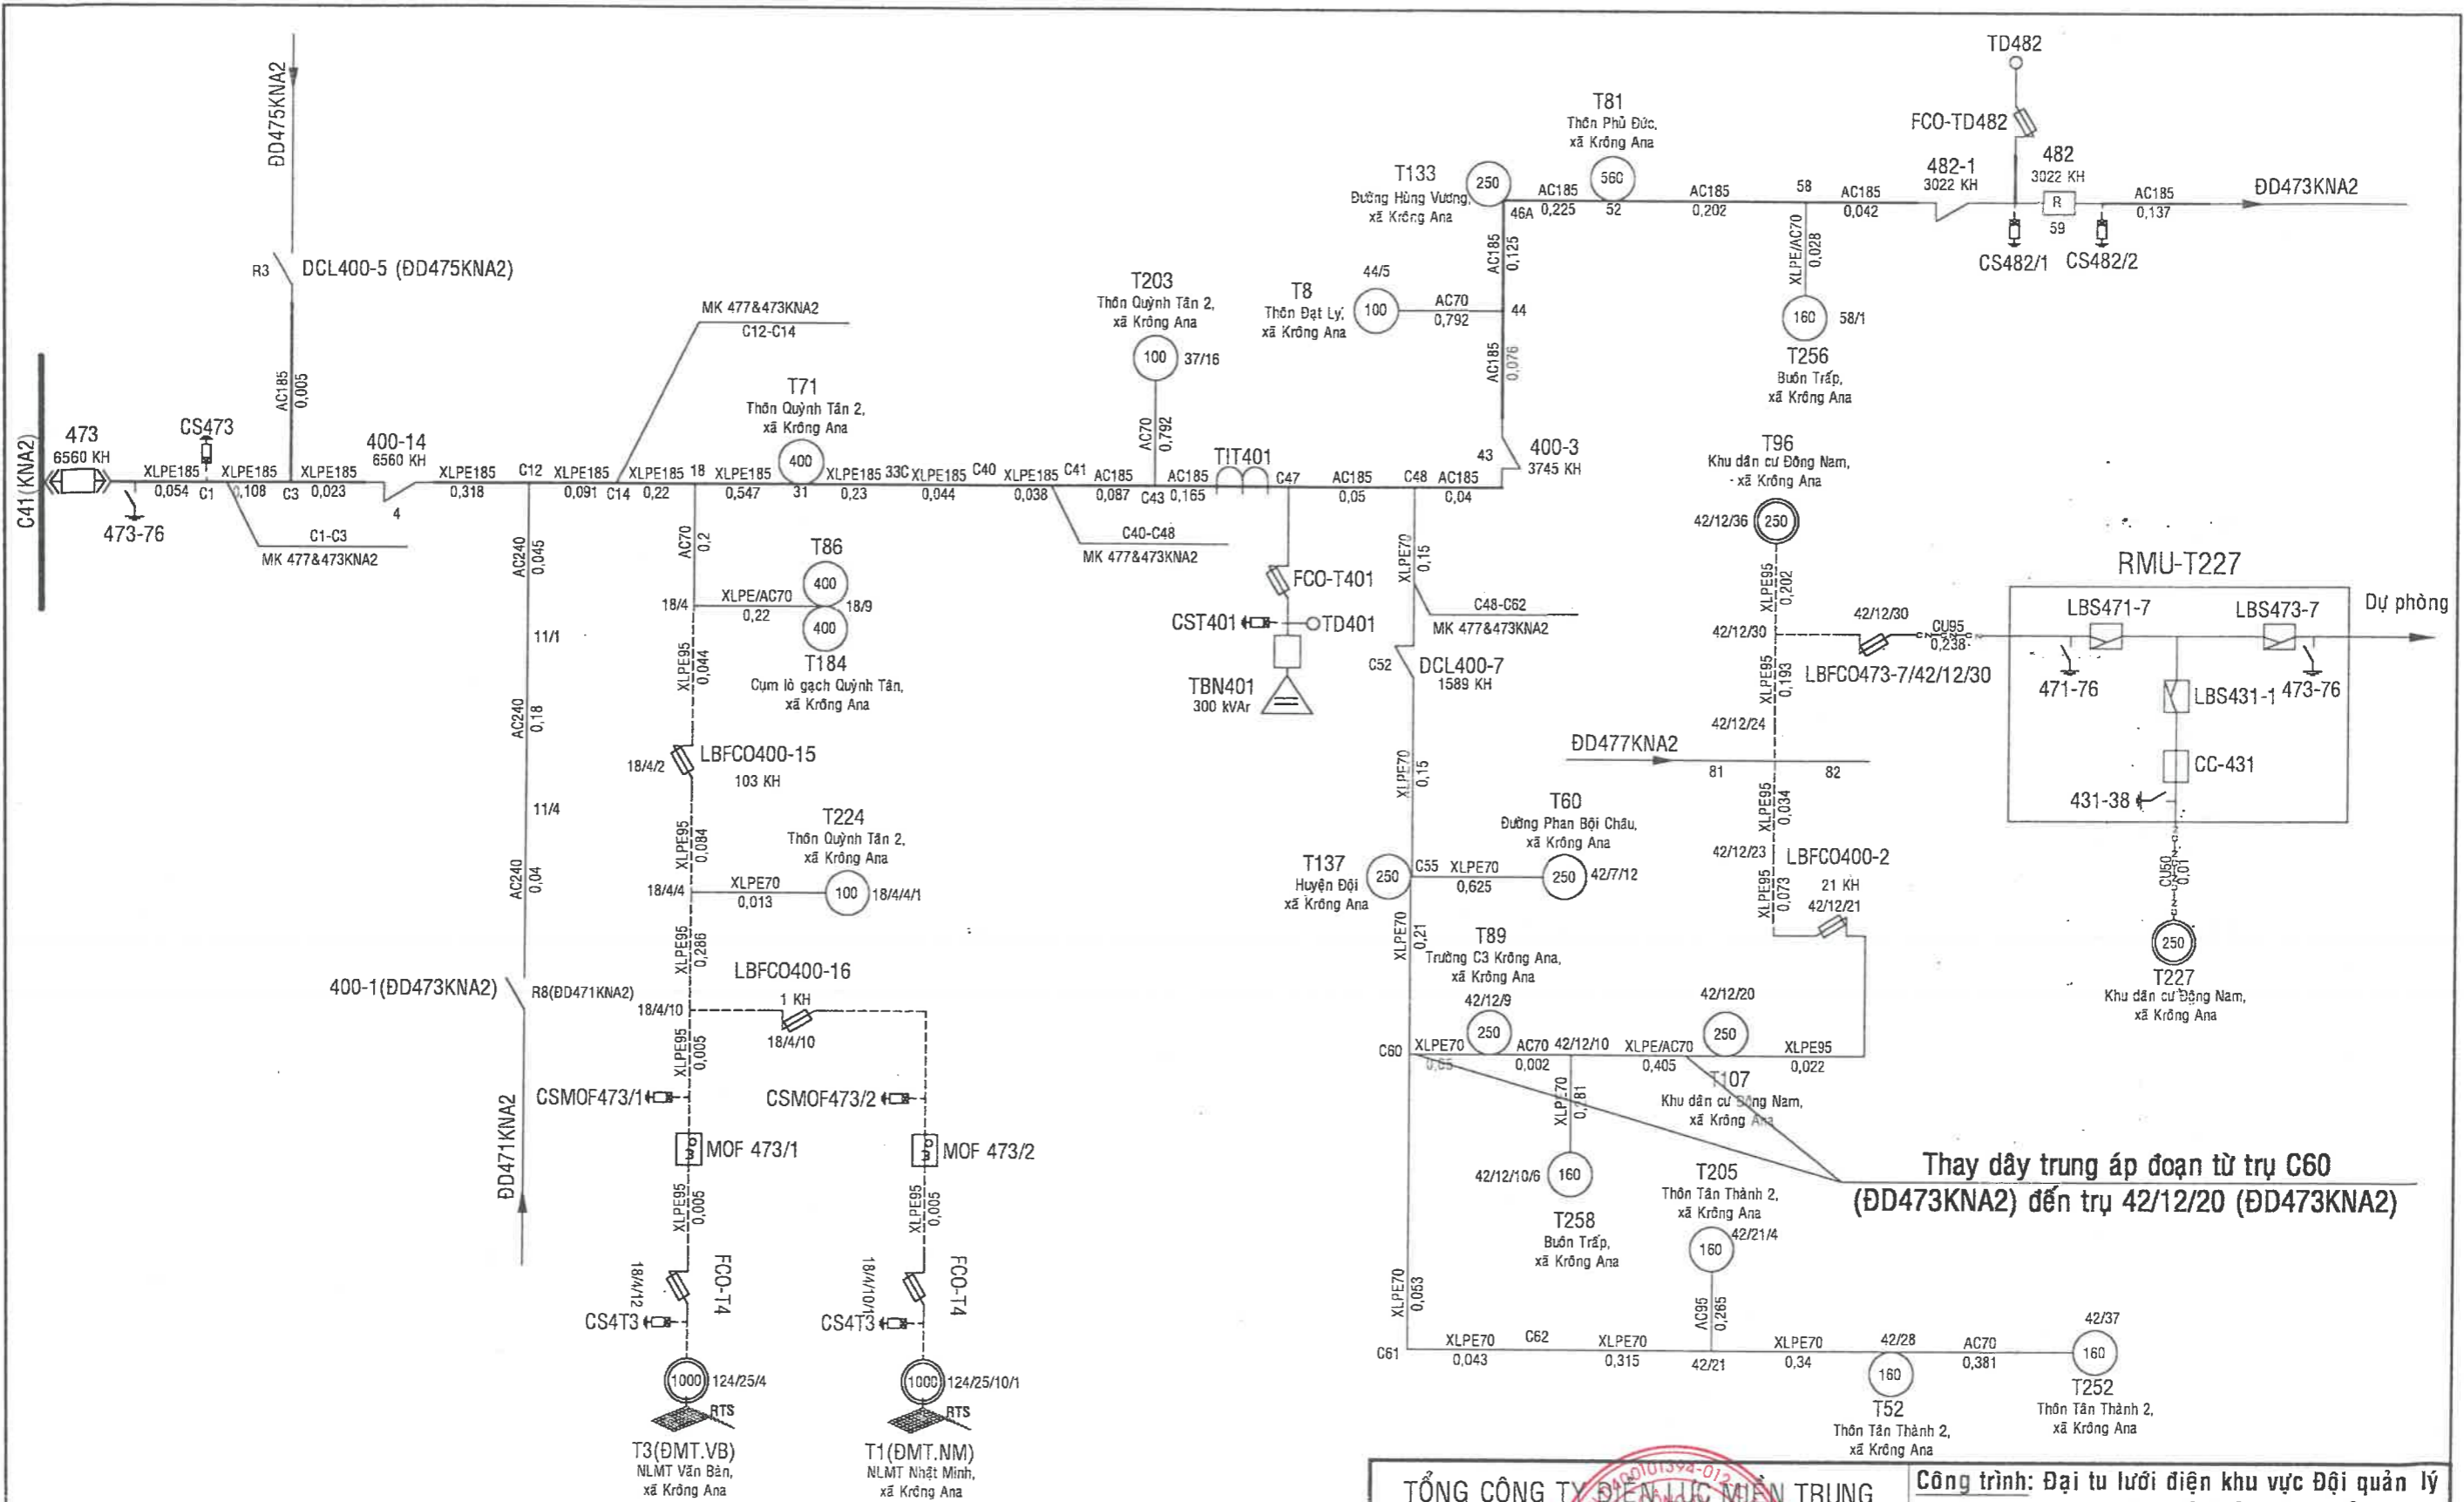 ĐD475KNA2
R3
DCL400-5 (ĐD475KNA2)
AC185
0,005
C41(KNA2)
473
6560 KH
473-76
XLPE185
0,054
CS473
C1
XLPE185
0,108
C3
XLPE185
0,023
C1-C3
MK 477&473KNA2
400-14
6560 KH
4
XLPE185
0,318
C12
XLPE185
0,091
C14
XLPE185
0,22
18
MK 477&473KNA2
C12-C14
XLPE185
0,547
T71
Thôn Quỳnh Tân 2,
xã Krông Ana
400
31
XLPE185
0,23
33C
XLPE185
0,044
C40
XLPE185
0,038
C41
AC185
0,087
C43
AC185
0,165
C40-C48
MK 477&473KNA2
T203
Thôn Quỳnh Tân 2,
xã Krông Ana
100
37/16
AC70
0,792
TIT401
C47
AC185
0,05
C48
AC185
0,04
FCO-T401
CST401
TD401
TBN401
300 kVAr
43
400-3
3745 KH
AC185
0,076
44
T8
Thôn Đạt Lý,
xã Krông Ana
44/5
100
AC70
0,792
AC185
0,125
T133
Đường Hùng Vương,
xã Krông Ana
250
46A
AC185
0,225
T81
Thôn Phủ Đức,
xã Krông Ana
560
52
AC185
0,202
58
AC185
0,042
XLPE/AC70
0,028
160
58/1
T256
Buôn Trấp,
xã Krông Ana
482-1
3022 KH
TD482
FCO-TD482
482
3022 KH
R
59
CS482/1
CS482/2
AC185
0,137
ĐD473KNA2
AC240
0,045
11/1
AC240
0,18
11/4
AC240
0,04
400-1(ĐD473KNA2)
R8(ĐD471KNA2)
ĐD471KNA2
AC70
0,2
18/4
XLPE/AC70
0,22
T86
400
18/9
400
T184
Cụm lò gạch Quỳnh Tân,
xã Krông Ana
XLPE95
0,044
18/4/2
LBFCO400-15
103 KH
XLPE95
0,084
18/4/4
XLPE70
0,013
T224
Thôn Quỳnh Tân 2,
xã Krông Ana
100
18/4/4/1
XLPE95
0,286
18/4/10
LBFCO400-16
1 KH
18/4/10
XLPE95
0,005
CSMOF473/1
CSMOF473/2
MOF 473/1
MOF 473/2
XLPE95
0,005
XLPE95
0,005
18/4/12
FCO-T4
18/4/10/1
FCO-T4
CS4T3
CS4T3
1000
124/25/4
1000
124/25/10/1
RTS
RTS
T3(ĐMT.VB)
NLMT Văn Bản,
xã Krông Ana
T1(ĐMT.NM)
NLMT Nhật Minh,
xã Krông Ana
XLPE70
0,15
C48-C62
MK 477&473KNA2
C52
DCL400-7
1589 KH
XLPE70
0,15
T137
Huyện Đội
xã Krông Ana
250
C55
XLPE70
0,625
T60
Đường Phan Bội Châu,
xã Krông Ana
250
42/7/12
XLPE70
0,21
C60
XLPE70
T89
Trường C3 Krông Ana,
xã Krông Ana
42/12/9
250
AC70
0,002
42/12/10
XLPE/AC70
0,405
42/12/20
250
T107
Khu dân cư Đông Nam,
xã Krông Ana
XLPE95
0,022
XLPE70
0,281
42/12/10/6
160
T258
Buôn Trấp,
xã Krông Ana
LBFCO400-2
21 KH
42/12/21
XLPE95
0,073
42/12/23
XLPE95
0,034
ĐD477KNA2
81
82
42/12/24
XLPE95
0,193
42/12/30
XLPE95
0,202
T96
Khu dân cư Đông Nam,
xã Krông Ana
42/12/36
250
42/12/30
CU95
0,238
LBFCO473-7/42/12/30
RMU-T227
LBS471-7
LBS473-7
Dự phòng
471-76
LBS431-1
473-76
CC-431
431-38
CU50
0,01
250
T227
Khu dân cư Đông Nam,
xã Krông Ana
Thay dây trung áp đoạn từ trụ C60
(ĐD473KNA2) đến trụ 42/12/20 (ĐD473KNA2)
XLPE70
0,053
C61
XLPE70
0,043
C62
XLPE70
0,315
42/21
AC95
0,265
T205
Thôn Tân Thành 2,
xã Krông Ana
42/21/4
160
XLPE70
0,34
42/28
160
T52
Thôn Tân Thành 2,
xã Krông Ana
AC70
0,381
42/37
160
T252
Thôn Tân Thành 2,
xã Krông Ana
TỔNG CÔNG TY ĐIỆN LỰC MIỀN TRUNG
Công trình: Đại tu lưới điện khu vực Đội quản lý